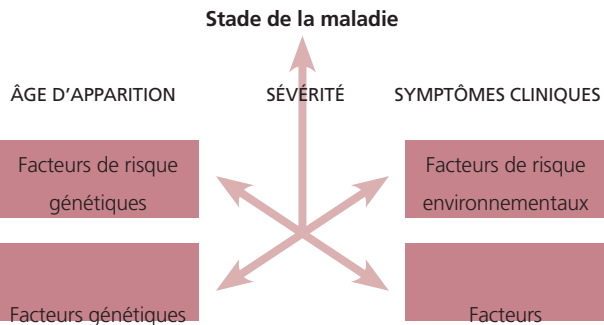 Stade de la maladie
ÂGE D'APPARITION SÉVÉRITÉ SYMPTÔMES CLINIQUES
Facteurs de risque
génétiques
Facteurs de risque
environnementaux
Facteurs génétiques
Facteurs